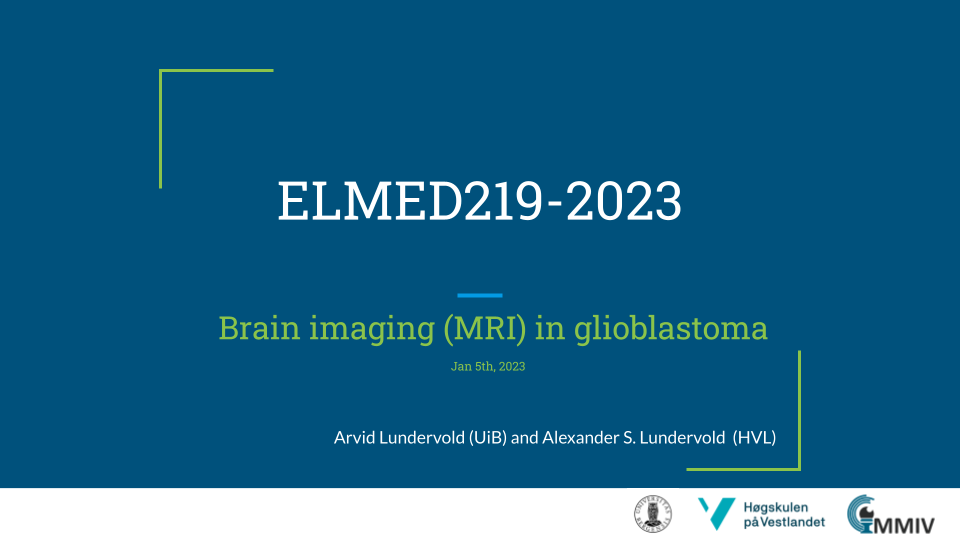 ELMED219-2023
Brain imaging (MRI) in glioblastoma
Jan 5th, 2023
Arvid Lundervold (UiB) and Alexander S. Lundervold (HVL)
Høgskulen
på Vestlandet
MMIV